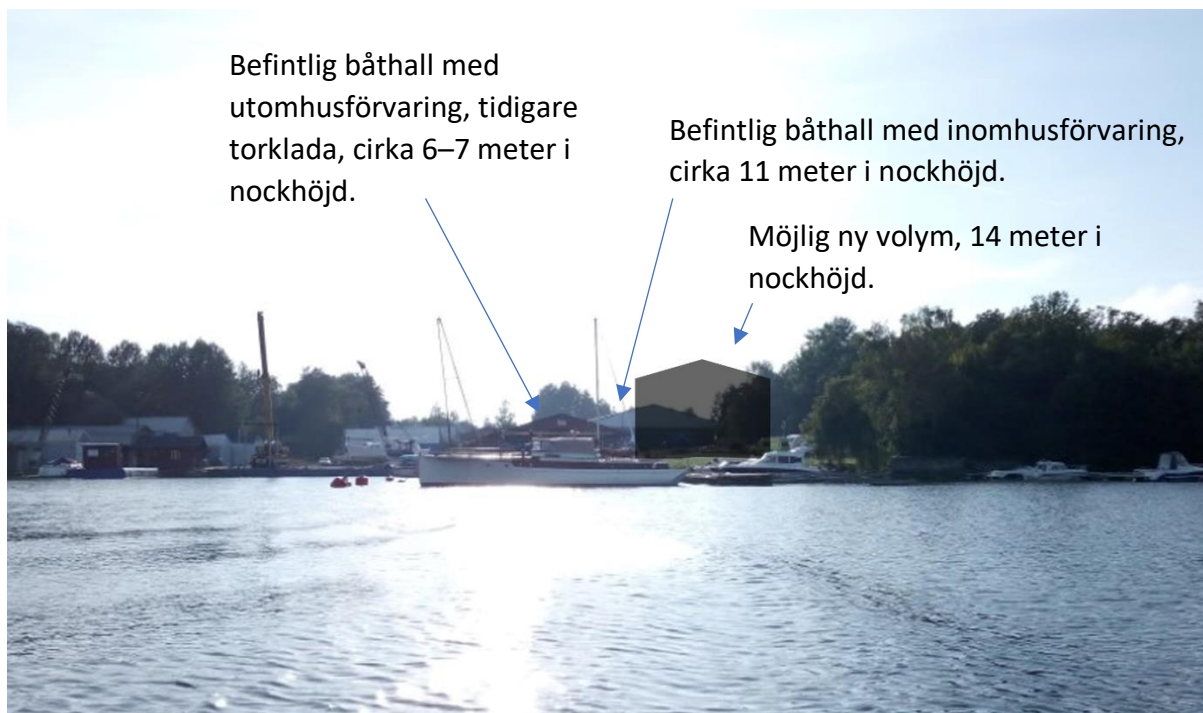 Befintlig båthall med
utomhusförvaring, tidigare
torklada, cirka 6–7 meter i
nockhöjd.
Befintlig båthall med inomhusförvaring,
cirka 11 meter i nockhöjd.
Möjlig ny volym, 14 meter i
nockhöjd.